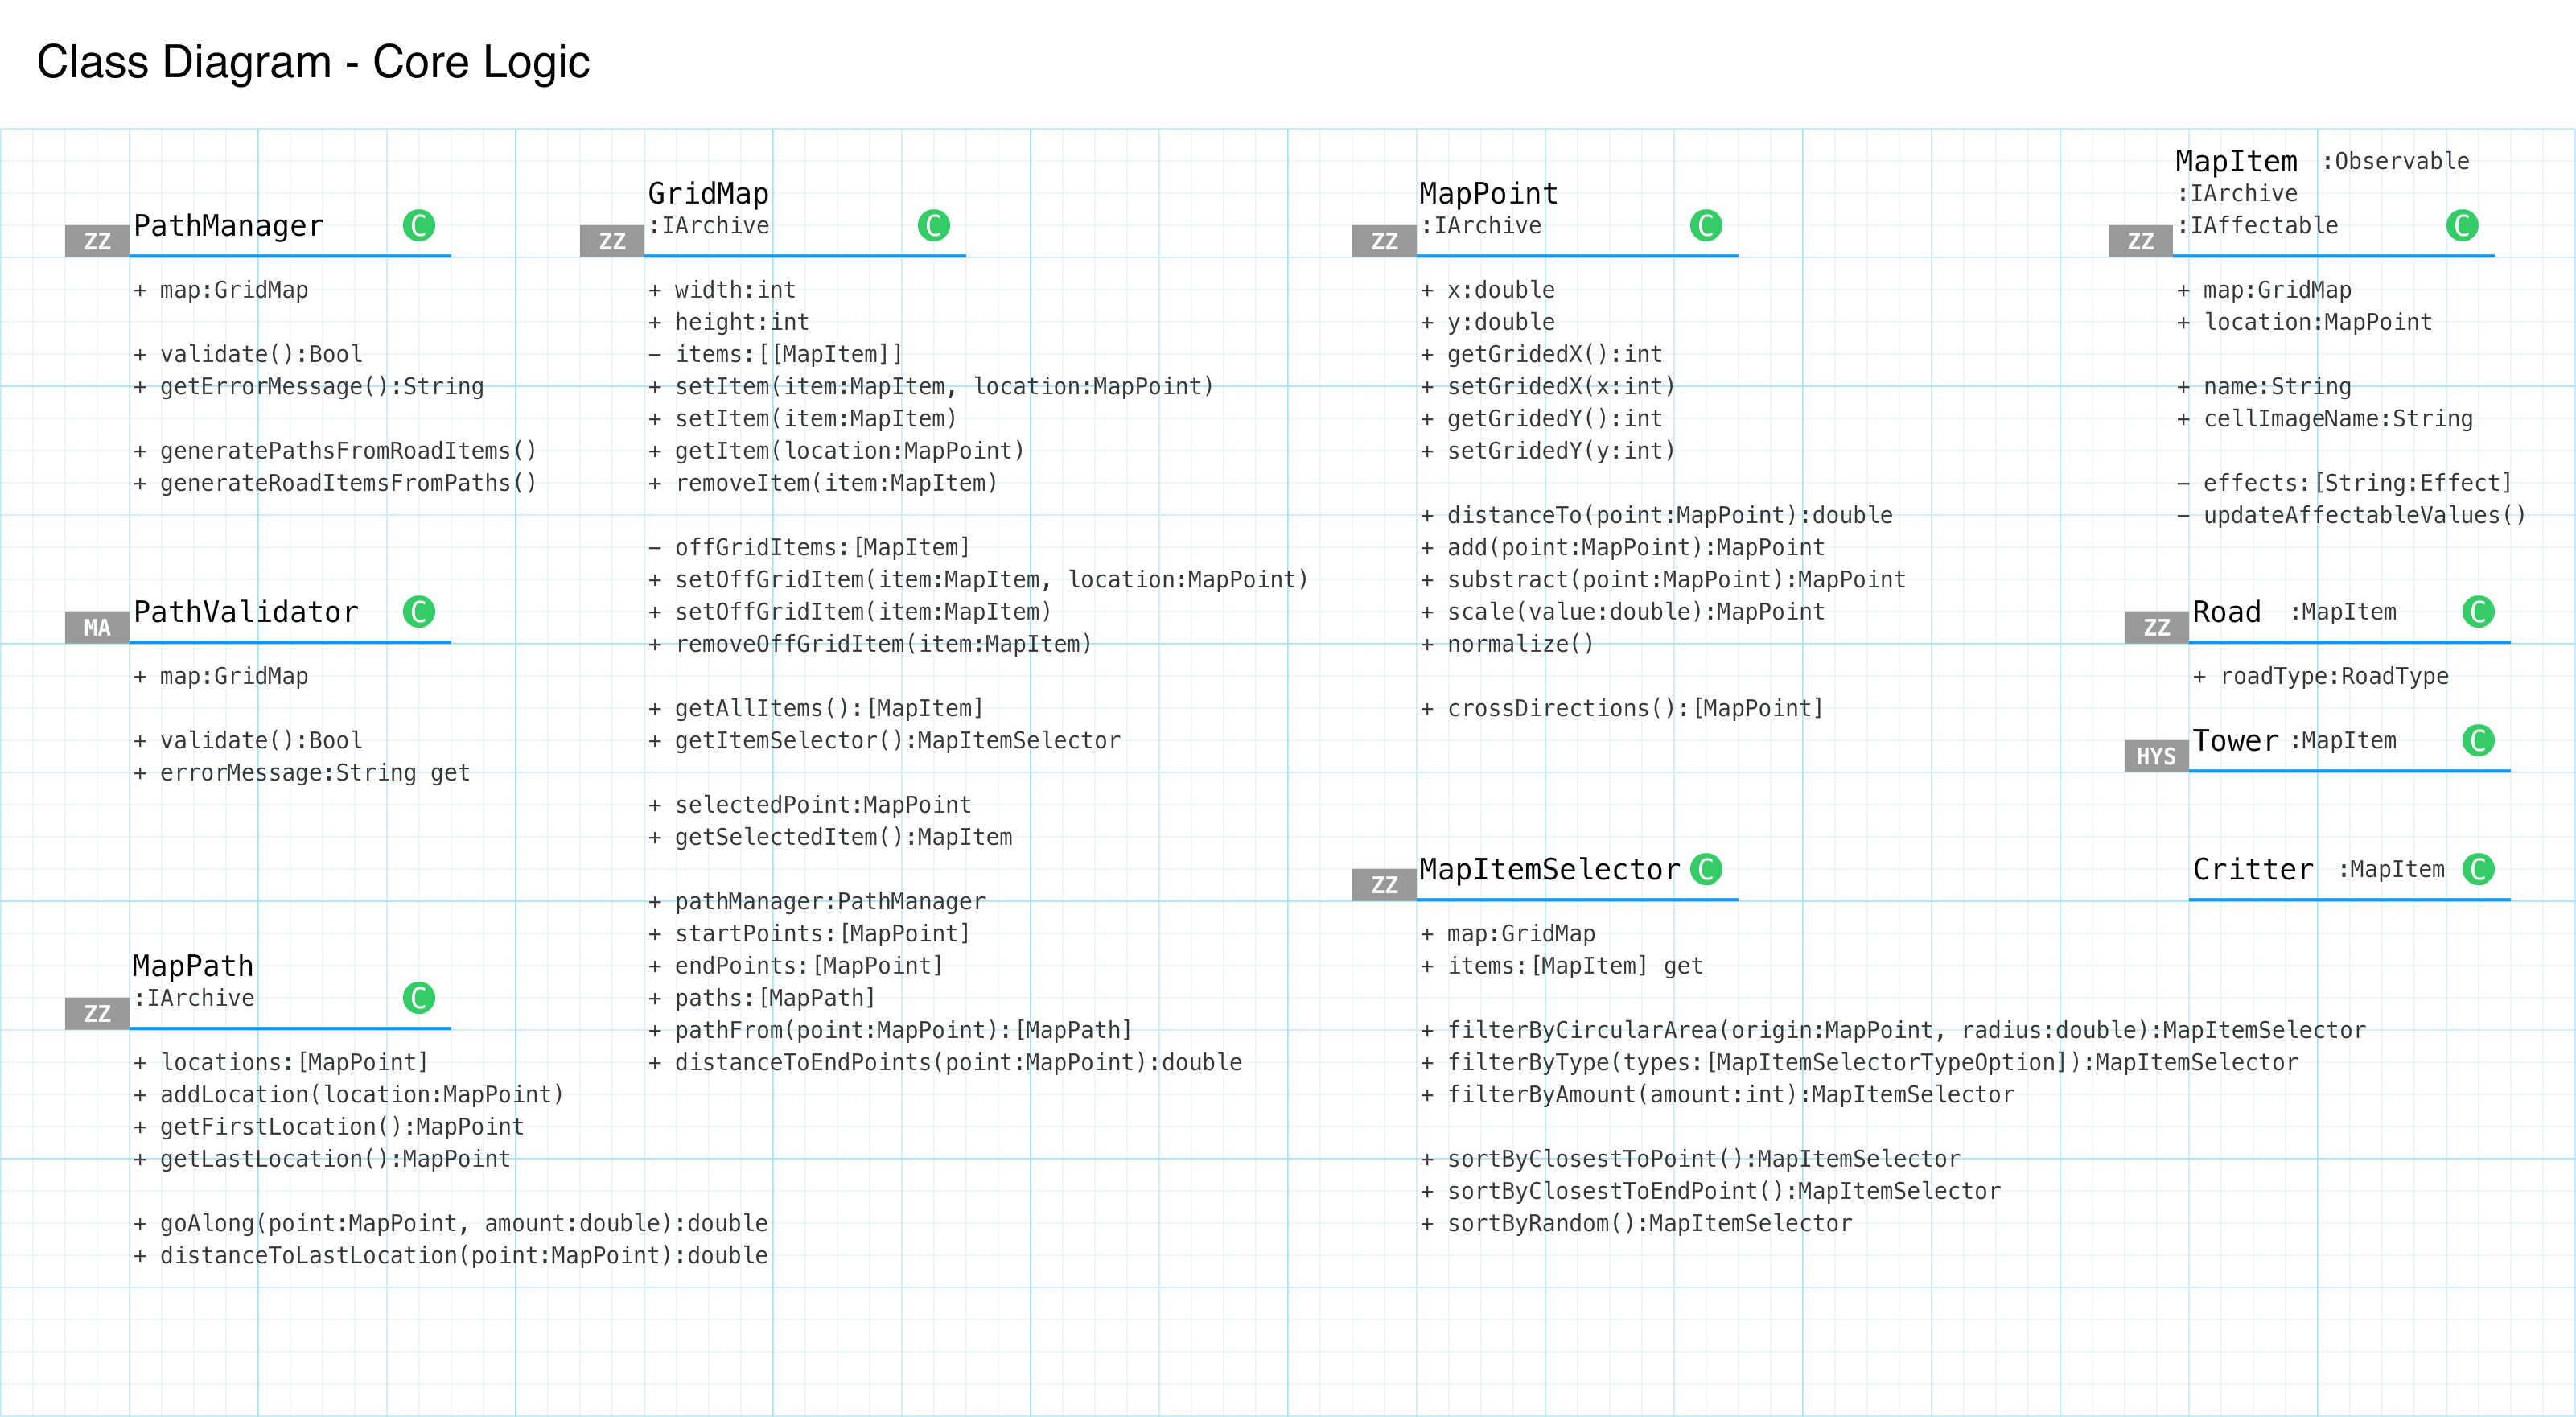 Class Diagram - Core Logic
ZZ
PathManager
C
+ map:GridMap
+ validate():Bool
+ getErrorMessage():String
+ generatePathsFromRoadItems()
+ generateRoadItemsFromPaths()
MA
PathValidator
C
+ map:GridMap
+ validate():Bool
+ errorMessage:String get
MapPath
ZZ
:IArchive
C
+ locations:[MapPoint]
+ addLocation(location:MapPoint)
+ getFirstLocation():MapPoint
+ getLastLocation():MapPoint
+ goAlong(point:MapPoint, amount:double):double
+ distanceToLastLocation(point:MapPoint):double
GridMap
ZZ
:IArchive
C
+ width:int
+ height:int
− items:[[MapItem]]
+ setItem(item:MapItem, location:MapPoint)
+ setItem(item:MapItem)
+ getItem(location:MapPoint)
+ removeItem(item:MapItem)
− offGridItems:[MapItem]
+ setOffGridItem(item:MapItem, location:MapPoint)
+ setOffGridItem(item:MapItem)
+ removeOffGridItem(item:MapItem)
+ getAllItems():[MapItem]
+ getItemSelector():MapItemSelector
+ selectedPoint:MapPoint
+ getSelectedItem():MapItem
+ pathManager:PathManager
+ startPoints:[MapPoint]
+ endPoints:[MapPoint]
+ paths:[MapPath]
+ pathFrom(point:MapPoint):[MapPath]
+ distanceToEndPoints(point:MapPoint):double
MapPoint
ZZ
:IArchive
C
+ x:double
+ y:double
+ getGridedX():int
+ setGridedX(x:int)
+ getGridedY():int
+ setGridedY(y:int)
+ distanceTo(point:MapPoint):double
+ add(point:MapPoint):MapPoint
+ substract(point:MapPoint):MapPoint
+ scale(value:double):MapPoint
+ normalize()
+ crossDirections():[MapPoint]
ZZ
MapItemSelector
C
+ map:GridMap
+ items:[MapItem] get
+ filterByCircularArea(origin:MapPoint, radius:double):MapItemSelector
+ filterByType(types:[MapItemSelectorTypeOption]):MapItemSelector
+ filterByAmount(amount:int):MapItemSelector
+ sortByClosestToPoint():MapItemSelector
+ sortByClosestToEndPoint():MapItemSelector
+ sortByRandom():MapItemSelector
MapItem :Observable
:IArchive
ZZ
:IAffectable
C
+ map:GridMap
+ location:MapPoint
+ name:String
+ cellImageName:String
− effects:[String:Effect]
− updateAffectableValues()
ZZ
Road :MapItem
C
+ roadType:RoadType
HYS
Tower :MapItem
C
Critter :MapItem
C